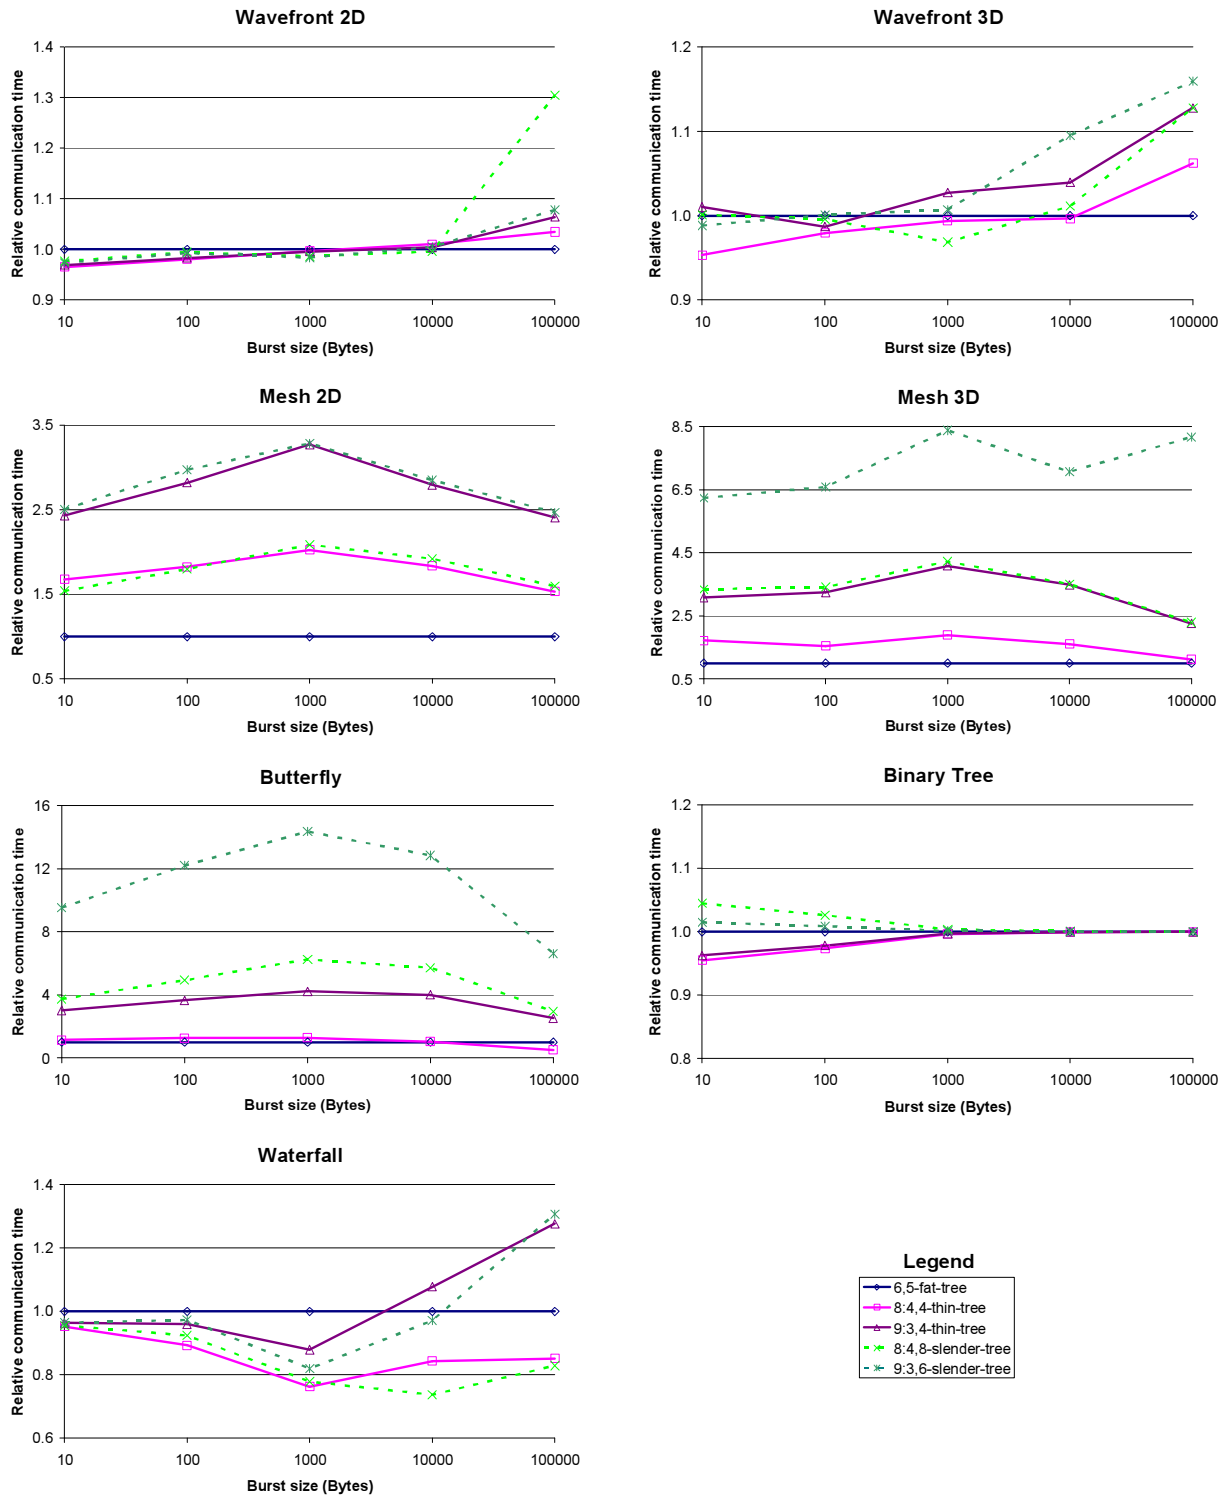 Wavefront 2D
Relative communication time
1.4
1.3
1.2
1.1
1.0
0.9
10 100 1000 10000 100000
Burst size (Bytes)
Wavefront 3D
Relative communication time
1.2
1.1
1.0
0.9
10 100 1000 10000 100000
Burst size (Bytes)
Mesh 2D
Relative communication time
3.5
2.5
1.5
0.5
10 100 1000 10000 100000
Burst size (Bytes)
Mesh 3D
Relative communication time
8.5
6.5
4.5
2.5
0.5
10 100 1000 10000 100000
Burst size (Bytes)
Butterfly
Relative communication time
16
12
8
4
0
10 100 1000 10000 100000
Burst size (Bytes)
Binary Tree
Relative communication time
1.2
1.1
1.0
0.9
0.8
10 100 1000 10000 100000
Burst size (Bytes)
Waterfall
Relative communication time
1.4
1.2
1.0
0.8
0.6
10 100 1000 10000 100000
Burst size (Bytes)
Legend
6,5-fat-tree
8:4,4-thin-tree
9:3,4-thin-tree
8:4,8-slender-tree
9:3,6-slender-tree